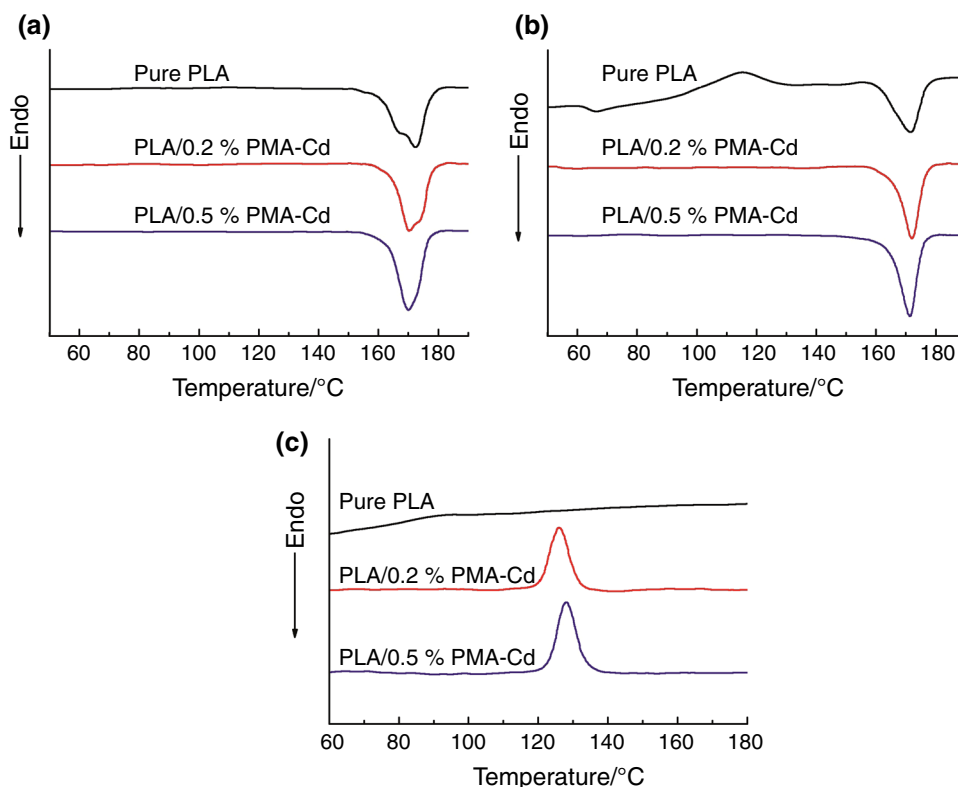 (a)
Pure PLA
PLA/0.2 % PMA-Cd
PLA/0.5 % PMA-Cd
Endo
60 80 100 120 140 160 180
Temperature/°C
(b)
Pure PLA
PLA/0.2 % PMA-Cd
PLA/0.5 % PMA-Cd
Endo
60 80 100 120 140 160 180
Temperature/°C
(c)
Pure PLA
PLA/0.2 % PMA-Cd
PLA/0.5 % PMA-Cd
Endo
60 80 100 120 140 160 180
Temperature/°C